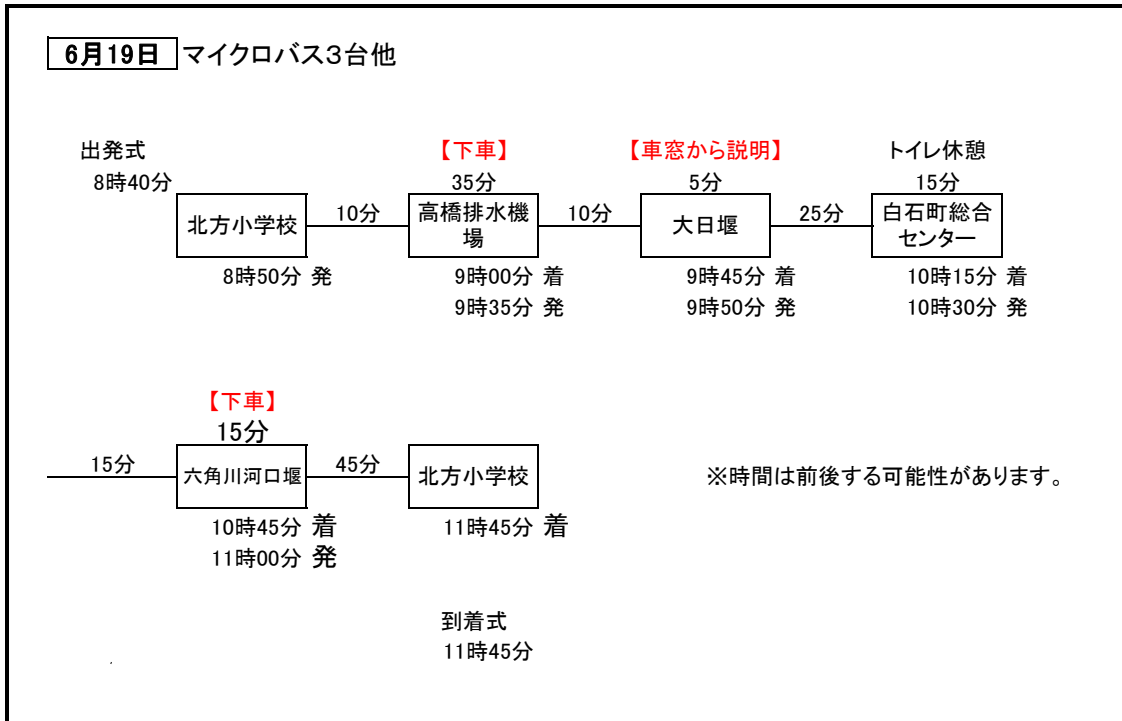 6月19日 マイクロバス3台他
出発式
8時40分
北方小学校
8時50分 発
10分
【下車】
35分
高橋排水機
場
9時00分 着
9時35分 発
10分
【車窓から説明】
5分
大日堰
9時45分 着
9時50分 発
25分
トイレ休憩
15分
白石町総合
センター
10時15分 着
10時30分 発
15分
【下車】
15分
六角川河口堰
10時45分 着
11時00分 発
45分
北方小学校
11時45分 着
到着式
11時45分
※時間は前後する可能性があります。